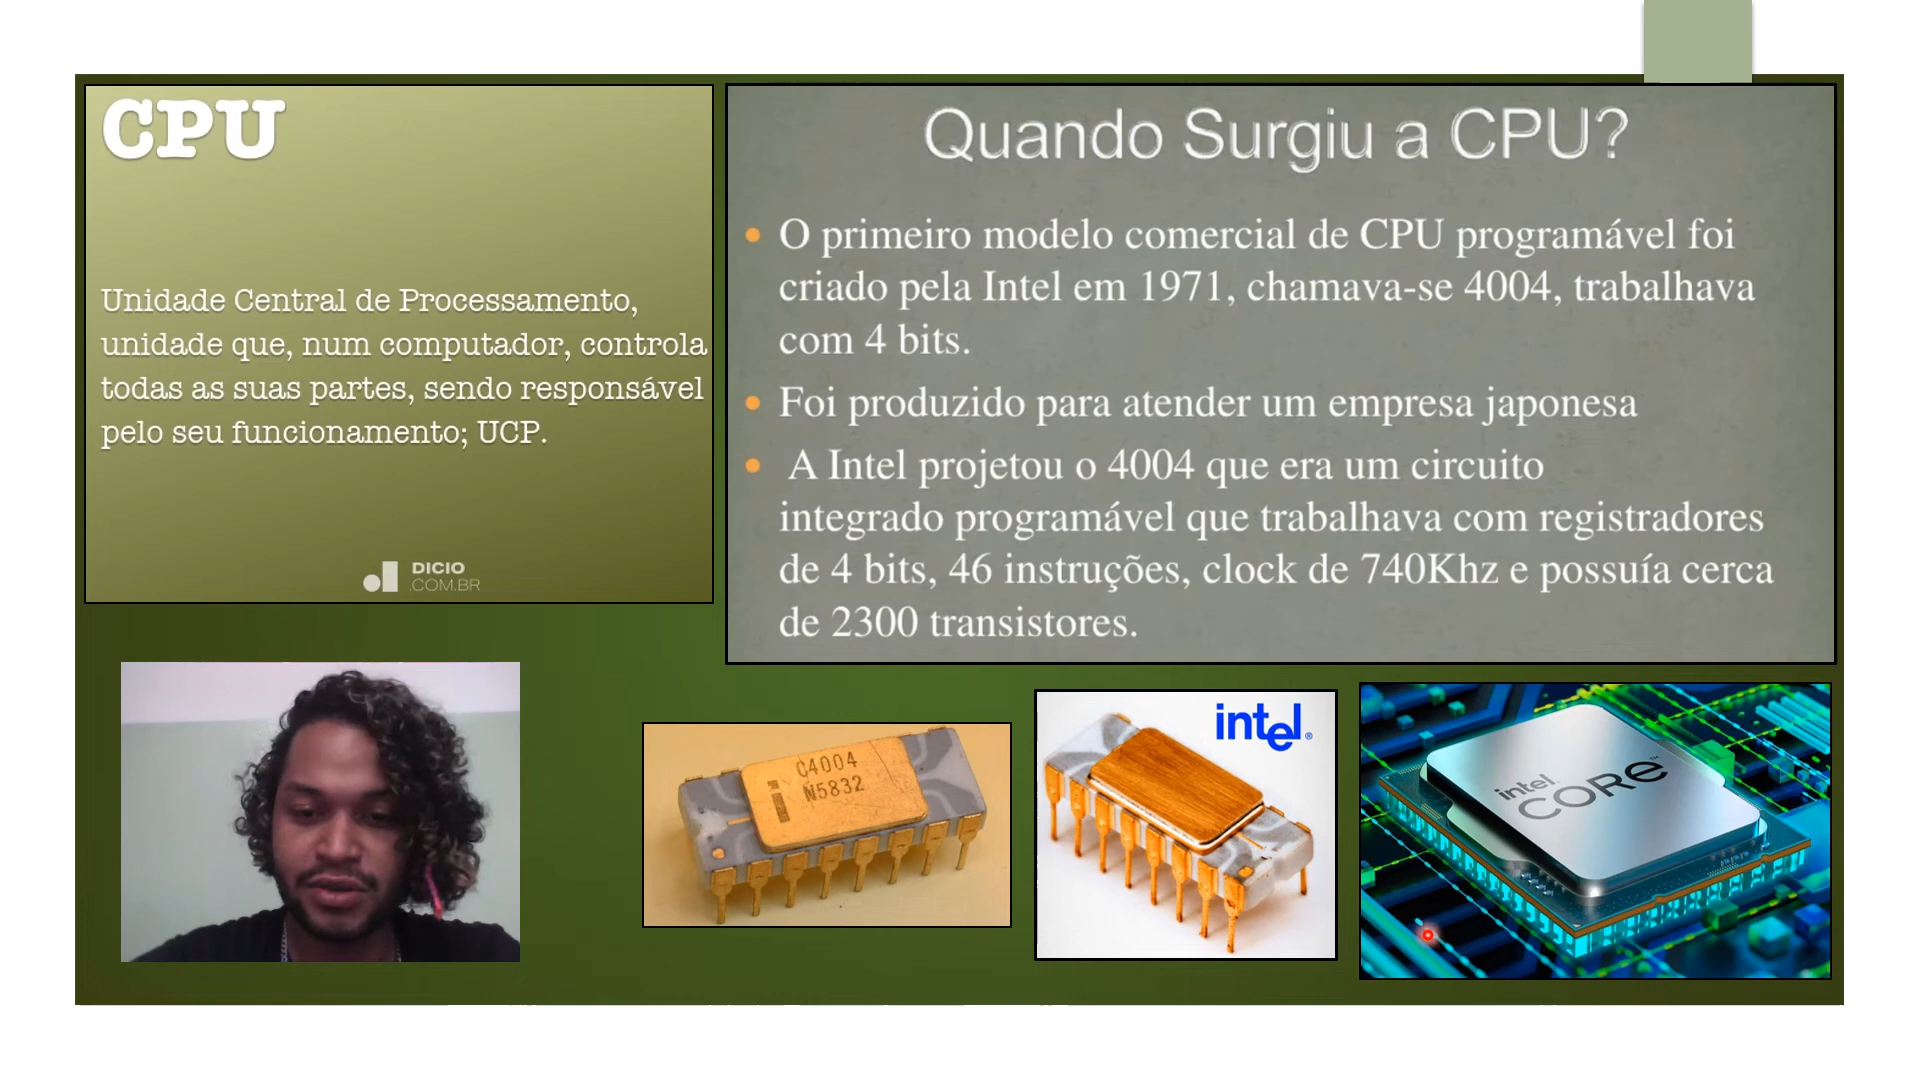 CPU
Unidade Central de Processamento,
unidade que, num computador, controla
todas as suas partes, sendo responsável
pelo seu funcionamento; UCP.
DICIO
.COM.BR
Quando Surgiu a CPU?
• O primeiro modelo comercial de CPU programável foi
criado pela Intel em 1971, chamava-se 4004, trabalhava
com 4 bits.
• Foi produzido para atender um empresa japonesa
• A Intel projetou o 4004 que era um circuito
integrado programável que trabalhava com registradores
de 4 bits, 46 instruções, clock de 740Khz e possuía cerca
de 2300 transistores.
C4004
N5832
intel®
intel
CORE™